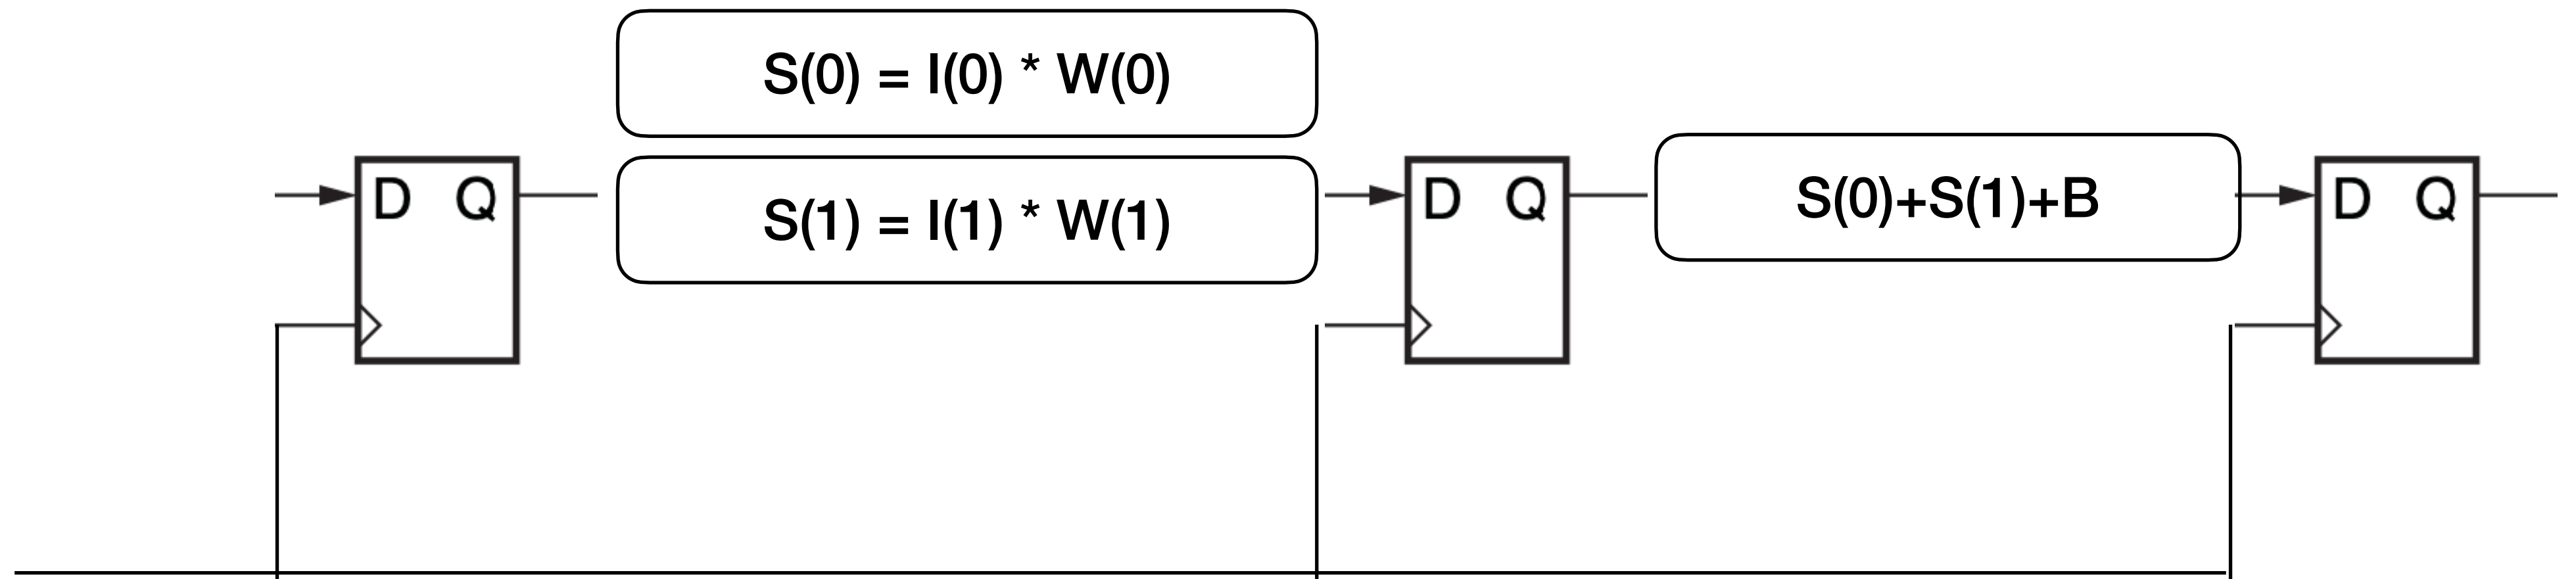 S(0) = I(0) * W(0)
D Q
S(1) = I(1) * W(1)
D Q
S(0)+S(1)+B
D Q